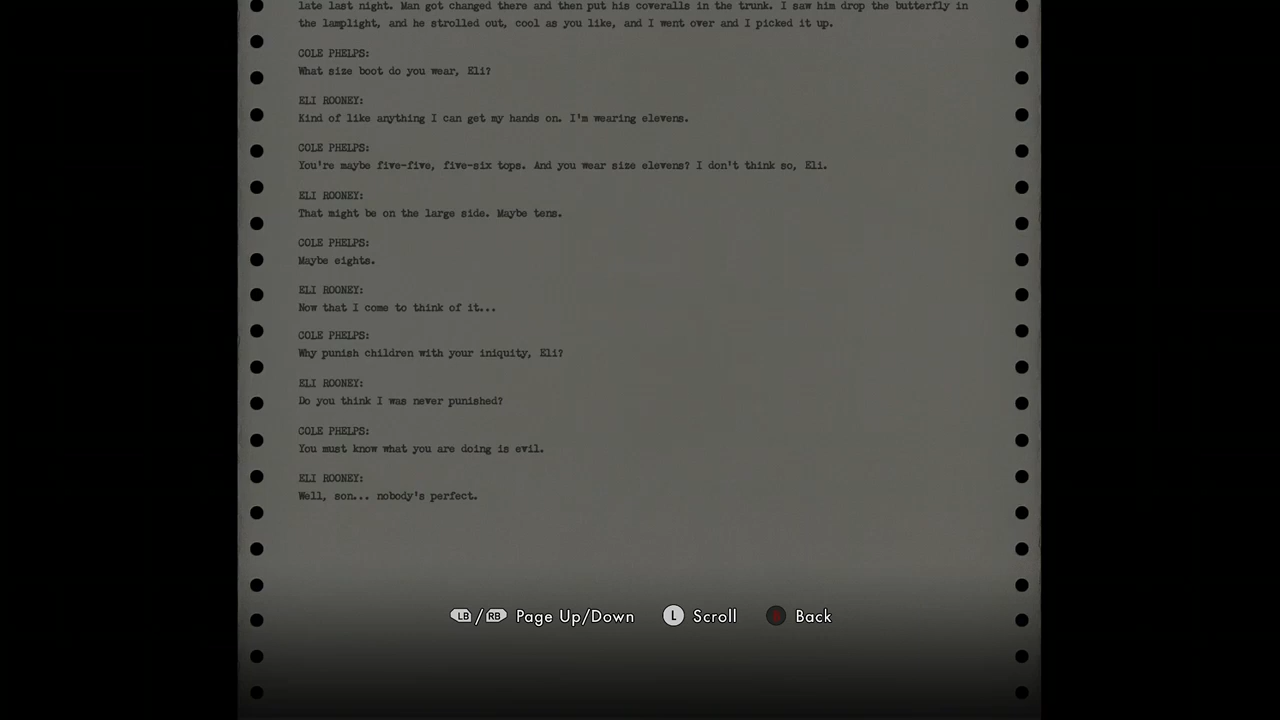 late last night. Man got changed there and then put his coveralls in the trunk. I saw him drop the butterfly in
the lamplight, and he strolled out, cool as you like, and I went over and I picked it up.
COLE PHELPS:
What size boot do you wear, Eli?
ELI ROONEY:
Kind of like anything I can get my hands on. I'm wearing elevens.
COLE PHELPS:
You're maybe five-five, five-six tops. And you wear size elevens? I don't think so, Eli.
ELI ROONEY:
That might be on the large side. Maybe tens.
COLE PHELPS:
Maybe eights.
ELI ROONEY:
Now that I come to think of it...
COLE PHELPS:
Why punish children with your iniquity, Eli?
ELI ROONEY:
Do you think I was never punished?
COLE PHELPS:
You must know what you are doing is evil.
ELI ROONEY:
Well, son... nobody's perfect.
LB/RB Page Up/Down L Scroll Back